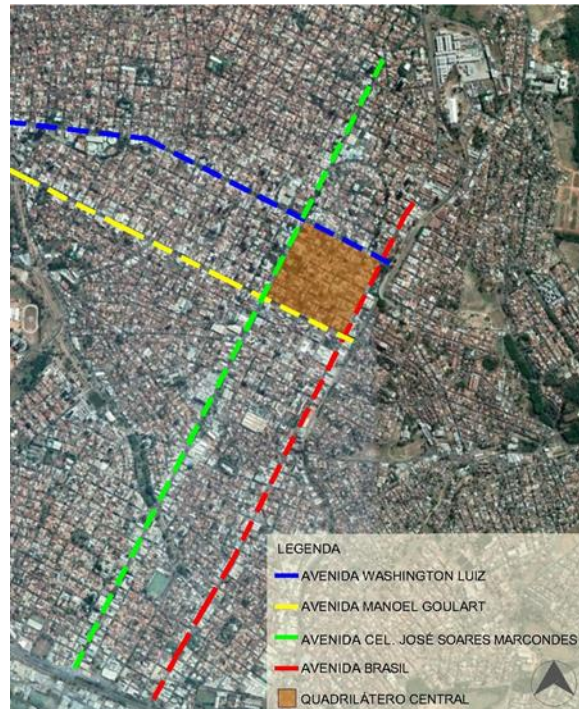 LEGENDA
AVENIDA WASHINGTON LUIZ
AVENIDA MANOEL GOULART
AVENIDA CEL. JOSÉ SOARES MARCONDES
AVENIDA BRASIL
QUADRILÁTERO CENTRAL